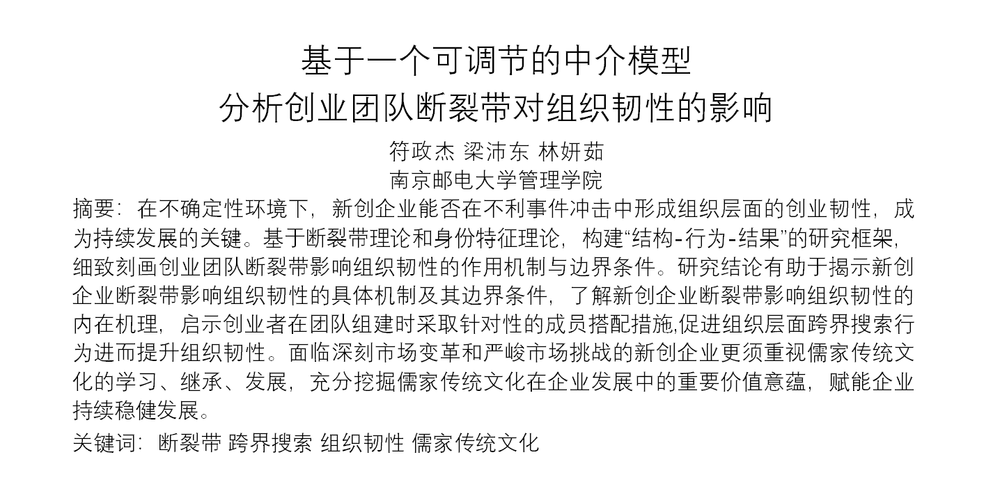 基于一个可调节的中介模型
分析创业团队断裂带对组织韧性的影响
符政杰 梁沛东 林妍茹
南京邮电大学管理学院
摘要：在不确定性环境下，新创企业能否在不利事件冲击中形成组织层面的创业韧性，成
为持续发展的关键。基于断裂带理论和身份特征理论，构建“结构-行为-结果”的研究框架，
细致刻画创业团队断裂带影响组织韧性的作用机制与边界条件。研究结论有助于揭示新创
企业断裂带影响组织韧性的具体机制及其边界条件，了解新创企业断裂带影响组织韧性的
内在机理，启示创业者在团队组建时采取针对性的成员搭配措施,促进组织层面跨界搜索行
为进而提升组织韧性。面临深刻市场变革和严峻市场挑战的新创企业更须重视儒家传统文
化的学习、继承、发展，充分挖掘儒家传统文化在企业发展中的重要价值意蕴，赋能企业
持续稳健发展。
关键词：断裂带 跨界搜索 组织韧性 儒家传统文化